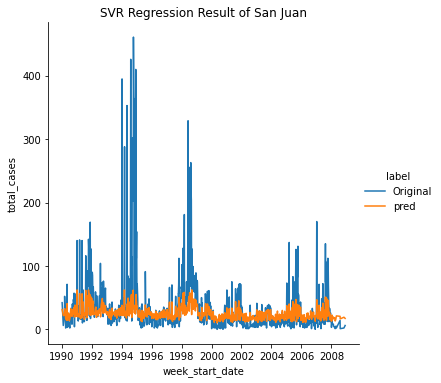 SVR Regression Result of San Juan
total_cases
400
300
200
100
0
label
Original
pred
1990 1992 1994 1996 1998 2000 2002 2004 2006 2008
week_start_date